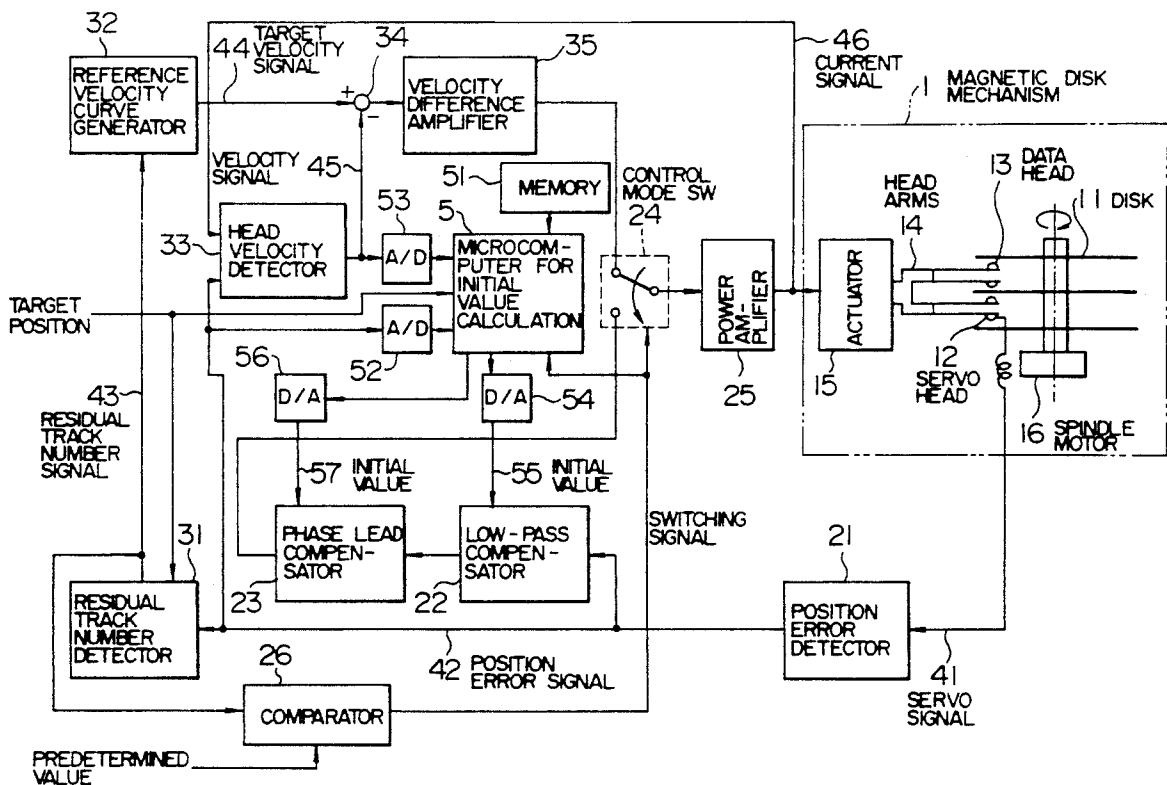 32
REFERENCE
VELOCITY
CURVE
GENERATOR
44
TARGET
VELOCITY
SIGNAL
34
+
−
35
VELOCITY
DIFFERENCE
AMPLIFIER
46
CURRENT
SIGNAL
1
MAGNETIC DISK
MECHANISM
VELOCITY
SIGNAL
45
33
HEAD
VELOCITY
DETECTOR
53
A/D
51
MEMORY
5
MICROCOM-
PUTER FOR
INITIAL
VALUE
CALCULATION
CONTROL
MODE SW
24
POWER
AM-
PLIFIER
25
ACTUATOR
15
HEAD
ARMS
14
13
DATA
HEAD
11 DISK
12
SERVO
HEAD
16
SPINDLE
MOTOR
TARGET
POSITION
A/D
52
56
D/A
D/A
54
43
RESIDUAL
TRACK
NUMBER
SIGNAL
57
INITIAL
VALUE
55
INITIAL
VALUE
PHASE LEAD
COMPEN-
SATOR
23
LOW-PASS
COMPEN-
SATOR
22
SWITCHING
SIGNAL
31
RESIDUAL
TRACK
NUMBER
DETECTOR
21
POSITION
ERROR
DETECTOR
42
POSITION
ERROR SIGNAL
41
SERVO
SIGNAL
26
COMPARATOR
PREDETERMINED
VALUE